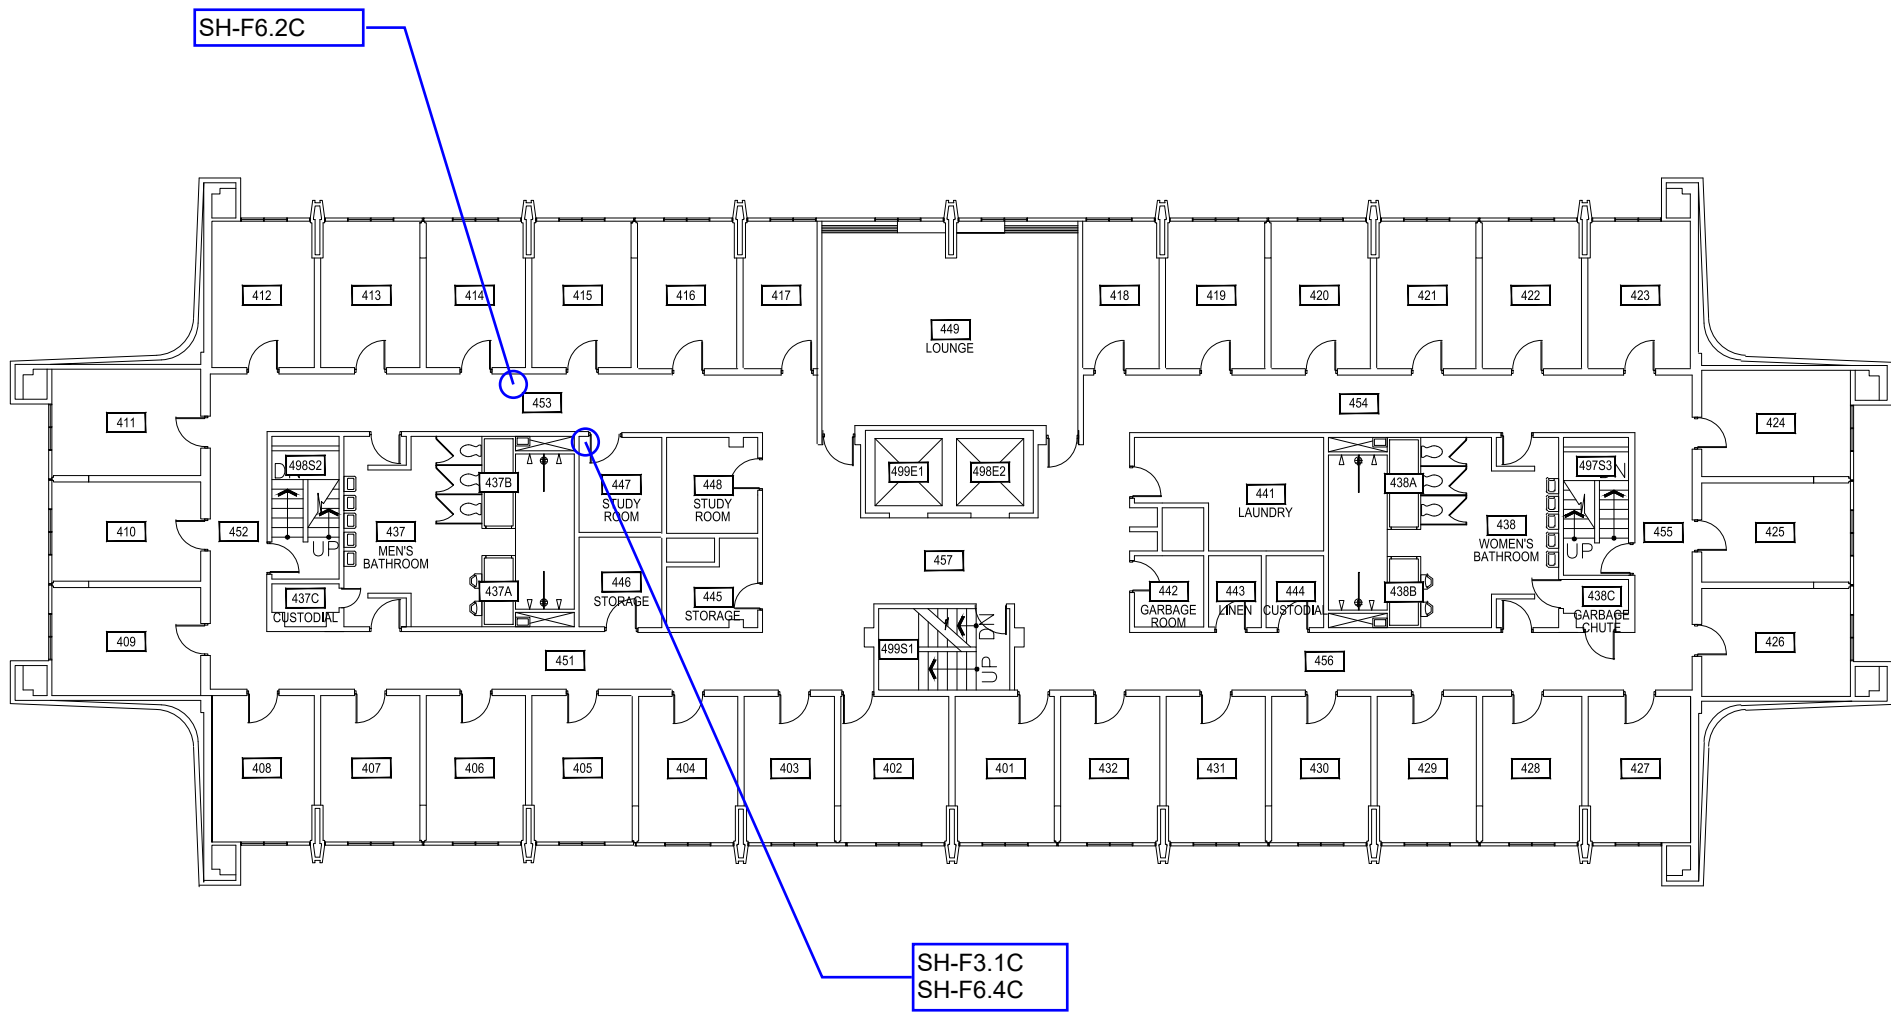 SH-F6.2C
412
413
414
415
416
417
418
419
420
421
422
423
449
LOUNGE
411
453
454
424
498S2
437B
447
STUDY
ROOM
448
STUDY
ROOM
499E1
498E2
441
LAUNDRY
438A
497S3
410
452
UP
437
MEN'S
BATHROOM
457
438
WOMEN'S
BATHROOM
UP
455
425
437C
CUSTODIAL
437A
446
STORAGE
445
STORAGE
442
GARBAGE
ROOM
443
LINEN
444
CUSTODIAL
438B
438C
GARBAGE
CHUTE
409
451
499S1
UP
DN
456
426
408
407
406
405
404
403
402
401
432
431
430
429
428
427
SH-F3.1C
SH-F6.4C